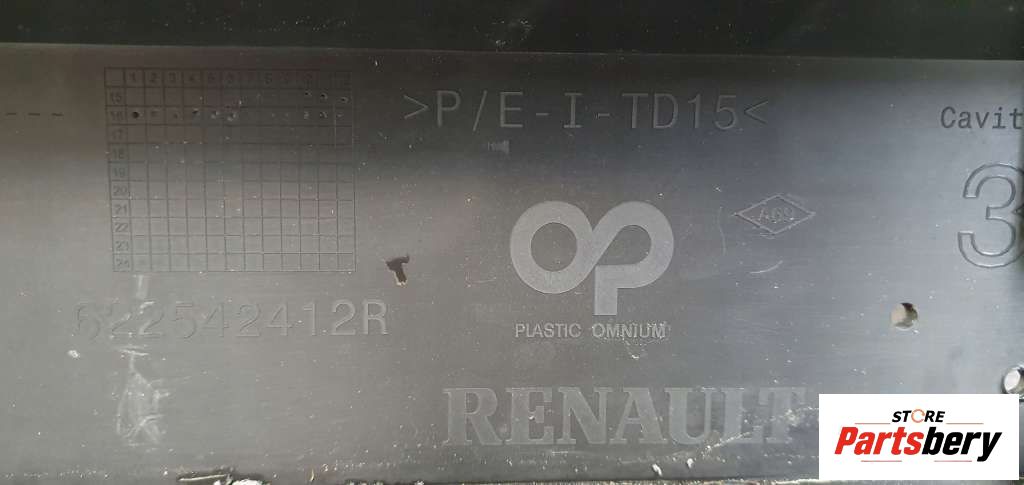 >P/E-I-TD15<
Cavit
3
622542412R
PLASTIC OMNIUM
RENAULT
STORE
Partsbery